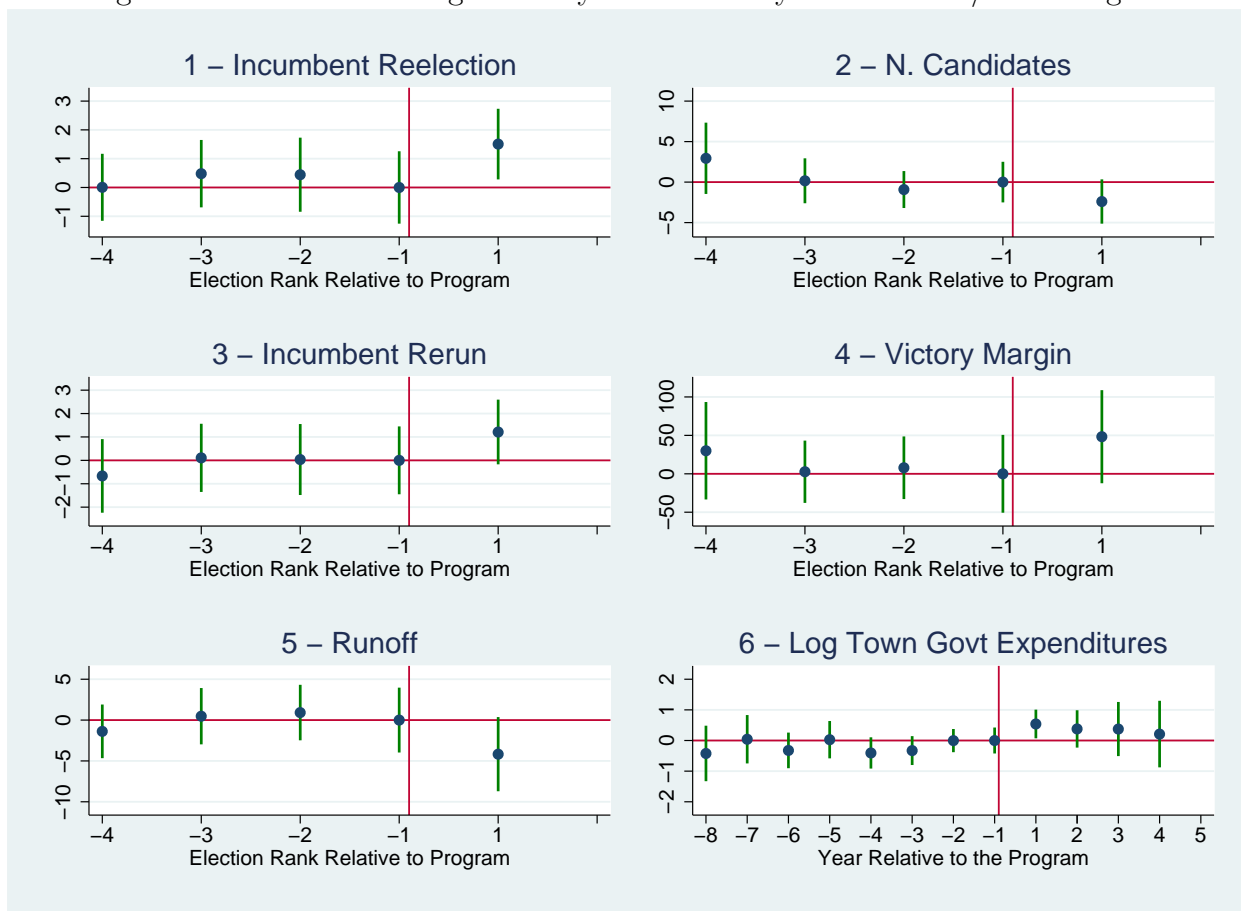 1 – Incumbent Reelection
3
2
1
0
−1
−4 −3 −2 −1 1
Election Rank Relative to Program
2 – N. Candidates
10
5
0
−5
−4 −3 −2 −1 1
Election Rank Relative to Program
3 – Incumbent Rerun
3
2
1
0
−1
−2
−4 −3 −2 −1 1
Election Rank Relative to Program
4 – Victory Margin
100
50
0
−50
−4 −3 −2 −1 1
Election Rank Relative to Program
5 – Runoff
5
0
−5
−10
−4 −3 −2 −1 1
Election Rank Relative to Program
6 – Log Town Govt Expenditures
2
1
0
−1
−2
−8 −7 −6 −5 −4 −3 −2 −1 1 2 3 4 5
Year Relative to the Program